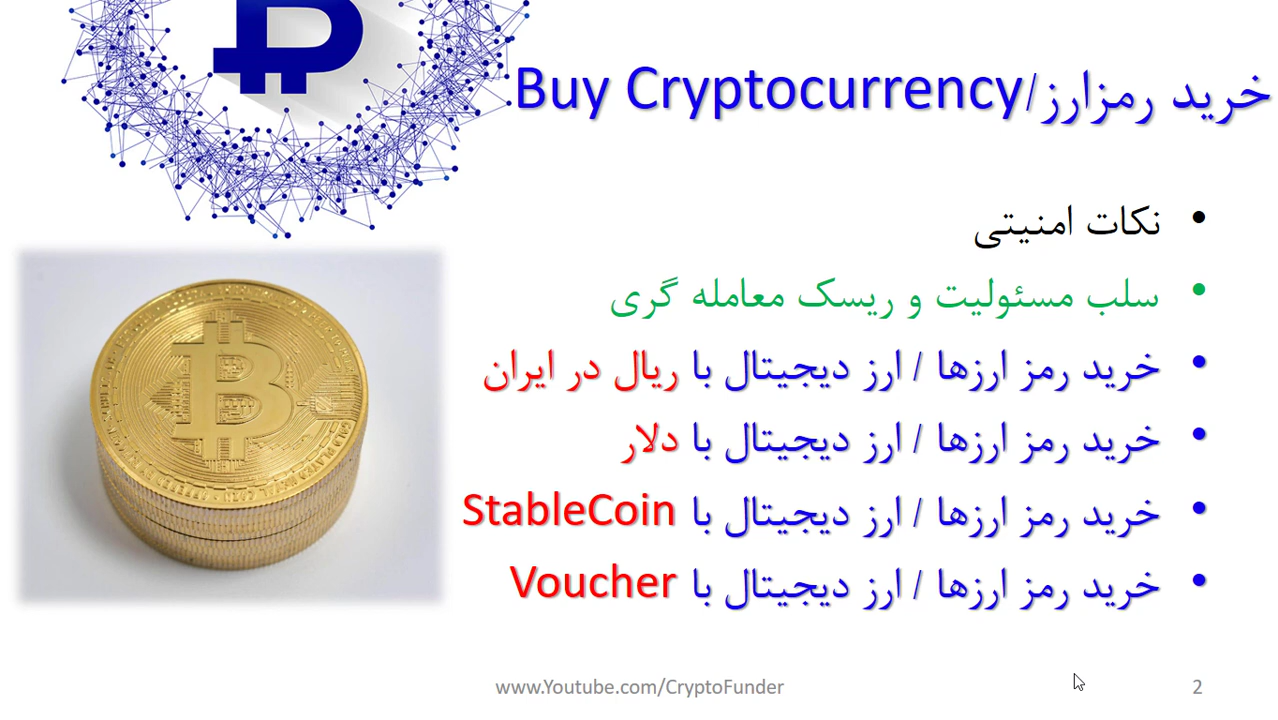 خرید رمزارز/Buy Cryptocurrency
• نکات امنیتی
• سلب مسئولیت و ریسک معامله گری
• خرید رمز ارزها / ارز دیجیتال با ریال در ایران
• خرید رمز ارزها / ارز دیجیتال با دلار
• خرید رمز ارزها / ارز دیجیتال با StableCoin
• خرید رمز ارزها / ارز دیجیتال با Voucher
www.Youtube.com/CryptoFunder
2